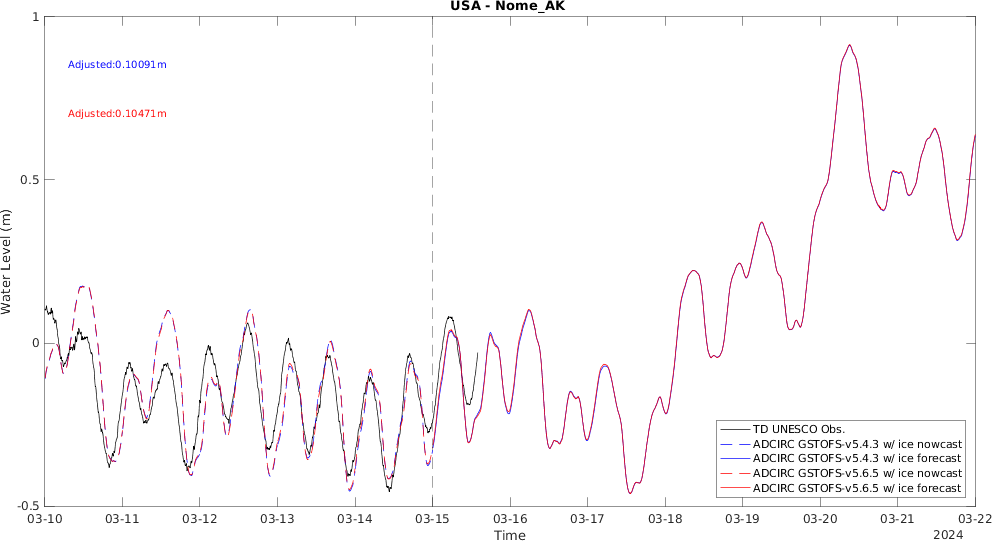 USA - Nome_AK
1
Adjusted:0.10091m
Adjusted:0.10471m
0.5
0
-0.5
Water Level (m)
TD UNESCO Obs.
ADCIRC GSTOFS-v5.4.3 w/ ice nowcast
ADCIRC GSTOFS-v5.4.3 w/ ice forecast
ADCIRC GSTOFS-v5.6.5 w/ ice nowcast
ADCIRC GSTOFS-v5.6.5 w/ ice forecast
03-10 03-11 03-12 03-13 03-14 03-15 03-16 03-17 03-18 03-19 03-20 03-21 03-22
Time
2024